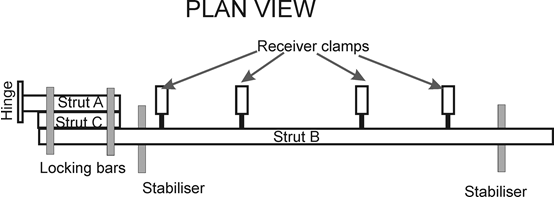 PLAN VIEW
Receiver clamps
Hinge
Strut A
Strut C
Strut B
Locking bars
Stabiliser
Stabiliser